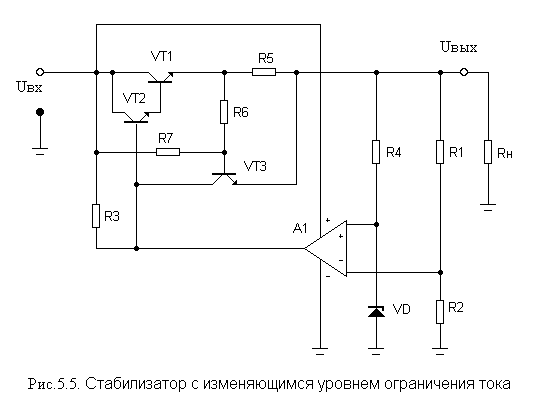 Uвых
VT1
R5
Uвх
VT2
R6
R7
R4
R1
Rн
VT3
R3
A1
+
+
-
-
VD
R2
Рис.5.5. Стабилизатор с изменяющимся уровнем ограничения тока